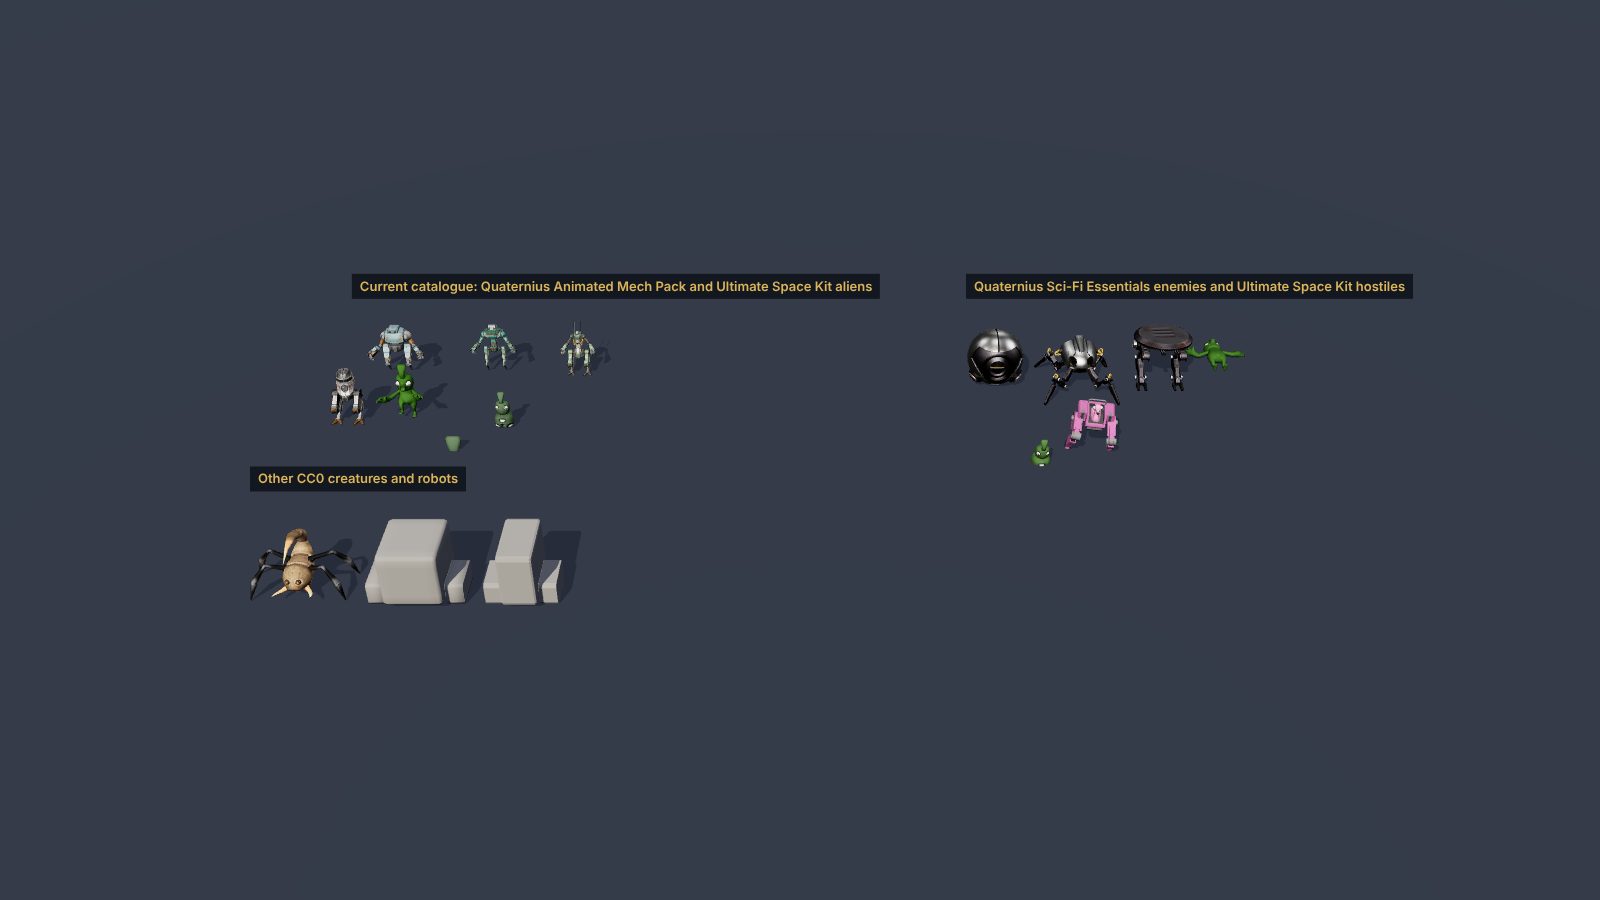 Current catalogue: Quaternius Animated Mech Pack and Ultimate Space Kit aliens
Quaternius Sci-Fi Essentials enemies and Ultimate Space Kit hostiles
Other CC0 creatures and robots